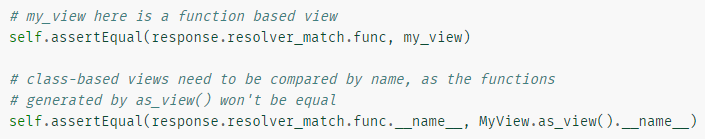 # my_view here is a function based view
self.assertEqual(response.resolver_match.func, my_view)
# class-based views need to be compared by name, as the functions
# generated by as_view() won't be equal
self.assertEqual(response.resolver_match.func.__name__, MyView.as_view().__name__)